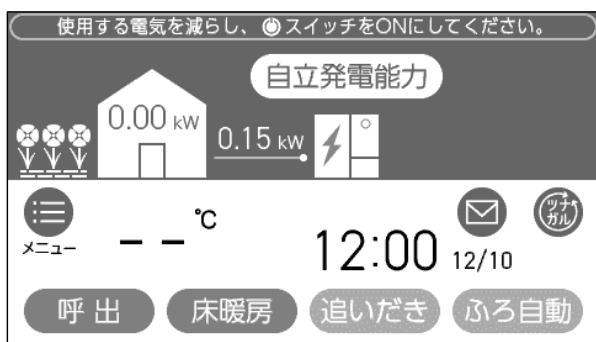 使用する電気を減らし、スイッチをONにしてください。
自立発電能力
0.00 kW
0.15 kW
メニュー
-- ℃
12:00
12/10
ツナガル
呼出
床暖房
追いだき
ふろ自動